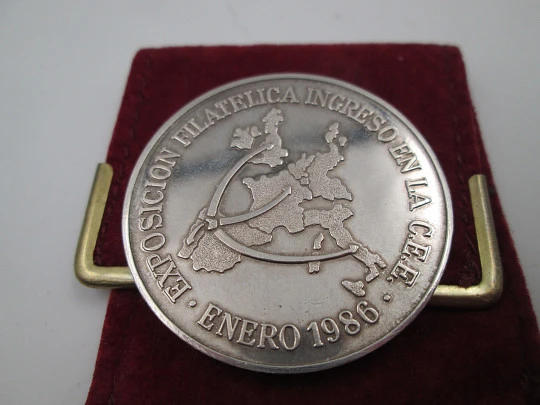 EXPOSICION FILATELICA INGRESO EN LA C.E.E.
· ENERO 1986 ·